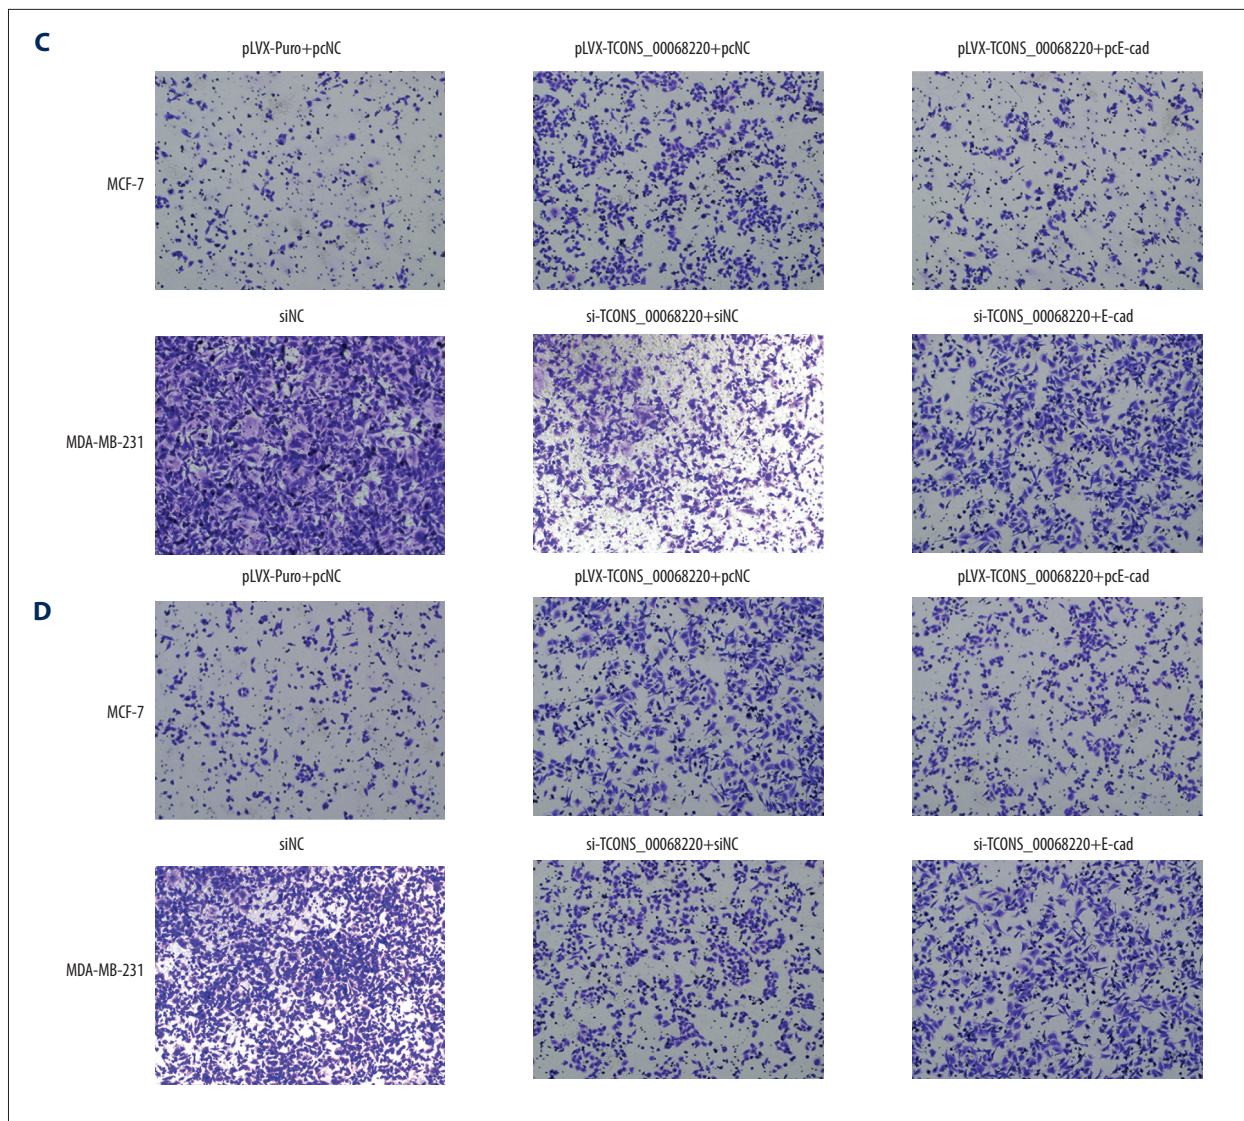 C
pLVX-Puro+pcNC
pLVX-TCONS_00068220+pcNC
pLVX-TCONS_00068220+pcE-cad
MCF-7
siNC
si-TCONS_00068220+siNC
si-TCONS_00068220+E-cad
MDA-MB-231
D
pLVX-Puro+pcNC
pLVX-TCONS_00068220+pcNC
pLVX-TCONS_00068220+pcE-cad
MCF-7
siNC
si-TCONS_00068220+siNC
si-TCONS_00068220+E-cad
MDA-MB-231